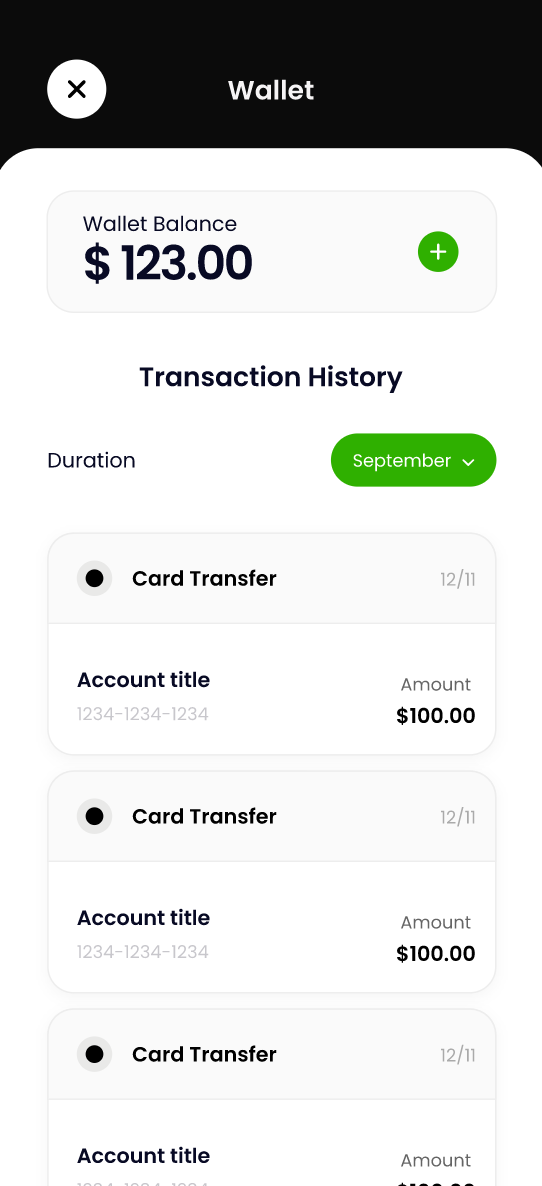 Wallet
Wallet Balance
$ 123.00
Transaction History
Duration
September
Card Transfer 12/11
Account title
Amount
1234-1234-1234
$100.00
Card Transfer 12/11
Account title
Amount
1234-1234-1234
$100.00
Card Transfer 12/11
Account title
Amount